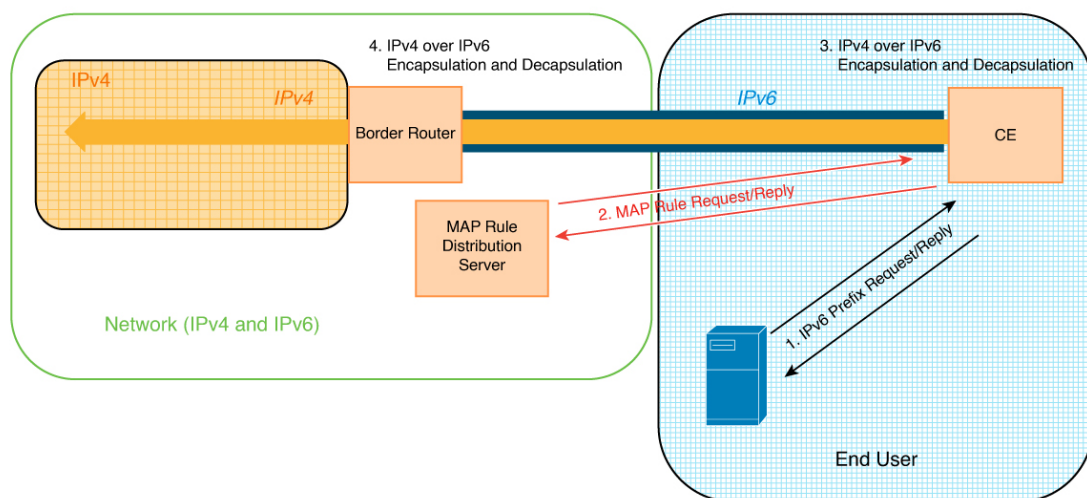 4. IPv4 over IPv6
Encapsulation and Decapsulation
3. IPv4 over IPv6
Encapsulation and Decapsulation
IPv4
IPv4
IPv6
Border Router
CE
2. MAP Rule Request/Reply
MAP Rule
Distribution
Server
1. IPv6 Prefix Request/Reply
Network (IPv4 and IPv6)
End User